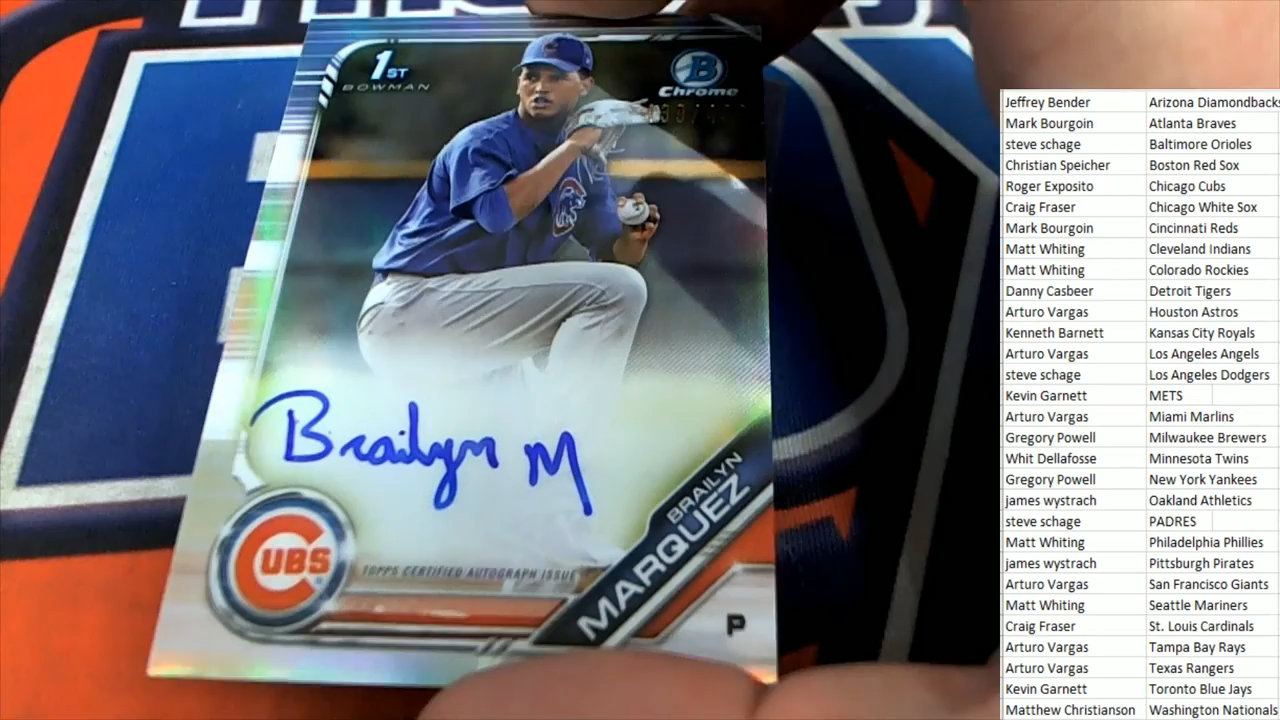 1ST
BOWMAN
B
Chrome
Brailyn M
CUBS
TOPPS CERTIFIED AUTOGRAPH ISSUE
BRAILYN
MARQUEZ
P
Jeffrey Bender Arizona Diamondbacks
Mark Bourgoin Atlanta Braves
steve schage Baltimore Orioles
Christian Speicher Boston Red Sox
Roger Exposito Chicago Cubs
Craig Fraser Chicago White Sox
Mark Bourgoin Cincinnati Reds
Matt Whiting Cleveland Indians
Matt Whiting Colorado Rockies
Danny Casbeer Detroit Tigers
Arturo Vargas Houston Astros
Kenneth Barnett Kansas City Royals
Arturo Vargas Los Angeles Angels
steve schage Los Angeles Dodgers
Kevin Garnett METS
Arturo Vargas Miami Marlins
Gregory Powell Milwaukee Brewers
Whit Dellafosse Minnesota Twins
Gregory Powell New York Yankees
james wystrach Oakland Athletics
steve schage PADRES
Matt Whiting Philadelphia Phillies
james wystrach Pittsburgh Pirates
Arturo Vargas San Francisco Giants
Matt Whiting Seattle Mariners
Craig Fraser St. Louis Cardinals
Arturo Vargas Tampa Bay Rays
Arturo Vargas Texas Rangers
Kevin Garnett Toronto Blue Jays
Matthew Christianson Washington Nationals